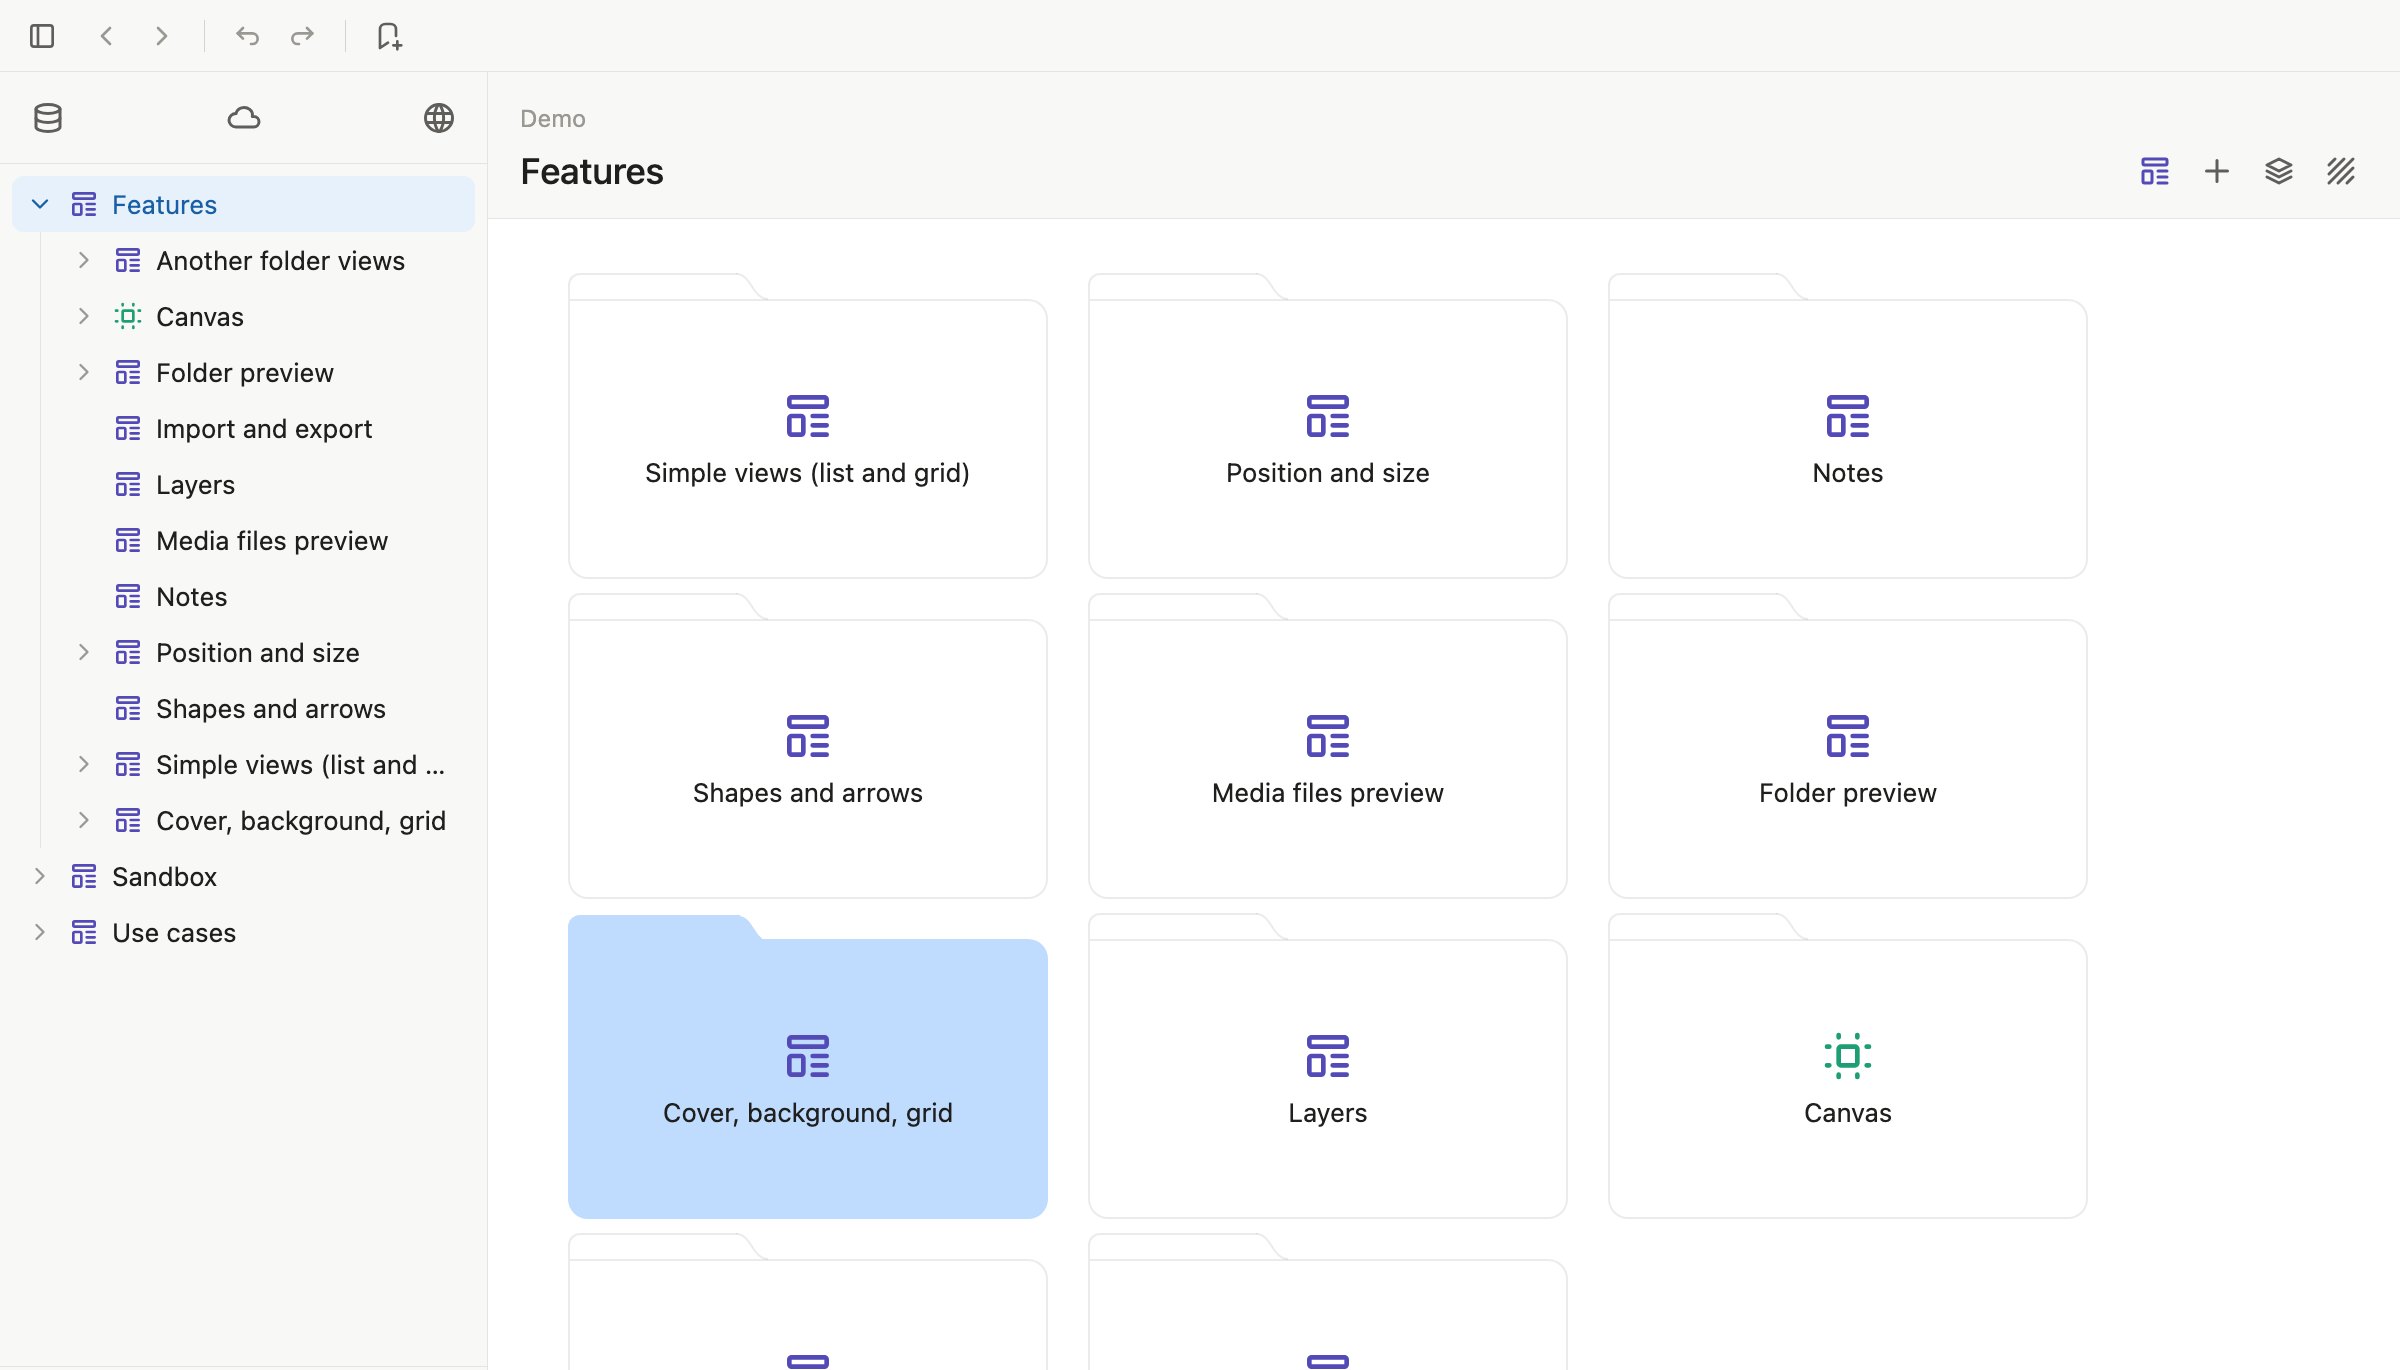 Demo
Features
Features
Another folder views
Canvas
Folder preview
Import and export
Layers
Media files preview
Notes
Position and size
Shapes and arrows
Simple views (list and ...
Cover, background, grid
Sandbox
Use cases
Simple views (list and grid)
Position and size
Notes
Shapes and arrows
Media files preview
Folder preview
Cover, background, grid
Layers
Canvas